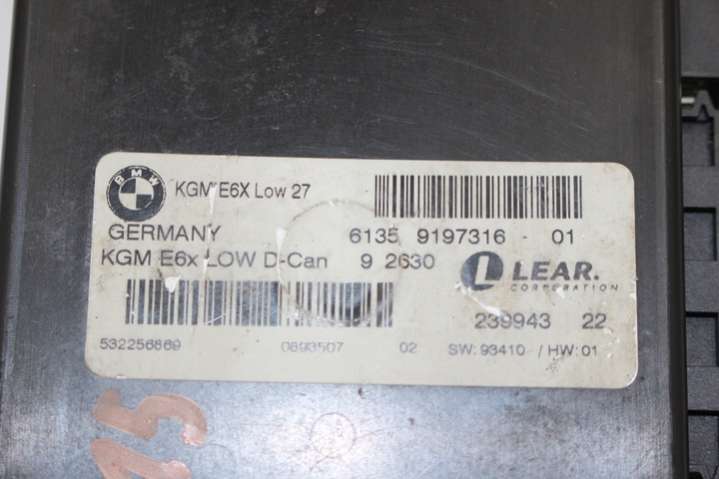 BMW
KGM E6X Low 27
GERMANY 6135 9197316 - 01
KGM E6x LOW D-Can 9 2630
L LEAR.
CORPORATION
239943 22
532256869 0693507 02 SW: 93410 / HW: 01